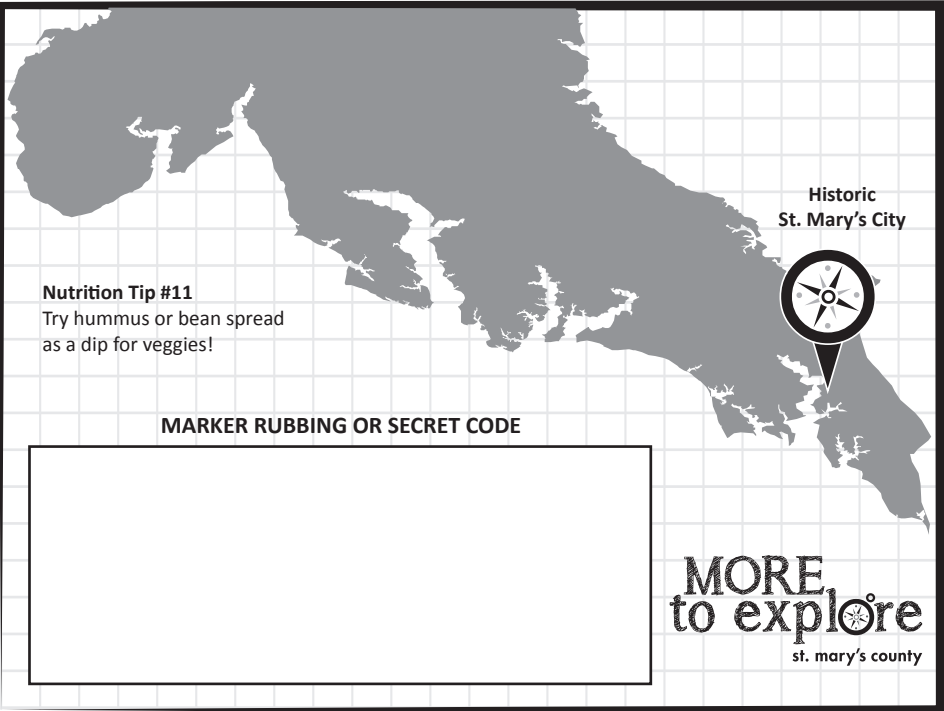 Historic
St. Mary's City
Nutrition Tip #11
Try hummus or bean spread
as a dip for veggies!
MARKER RUBBING OR SECRET CODE
MORE
to explore
st. mary's county